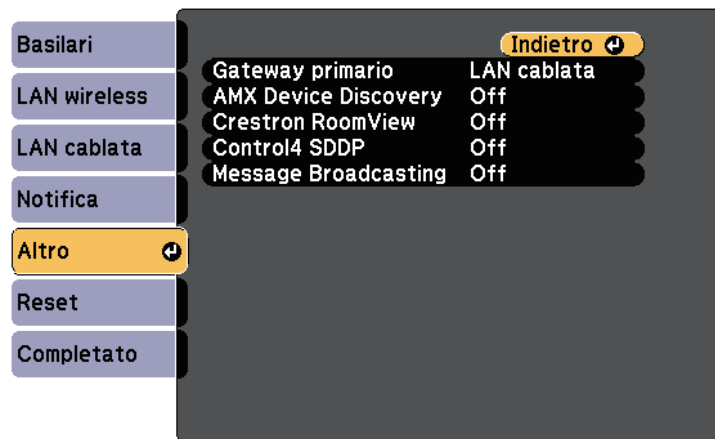 Basilari
LAN wireless
LAN cablata
Notifica
Altro
Reset
Completato
Indietro
Gateway primario LAN cablata
AMX Device Discovery Off
Crestron RoomView Off
Control4 SDDP Off
Message Broadcasting Off